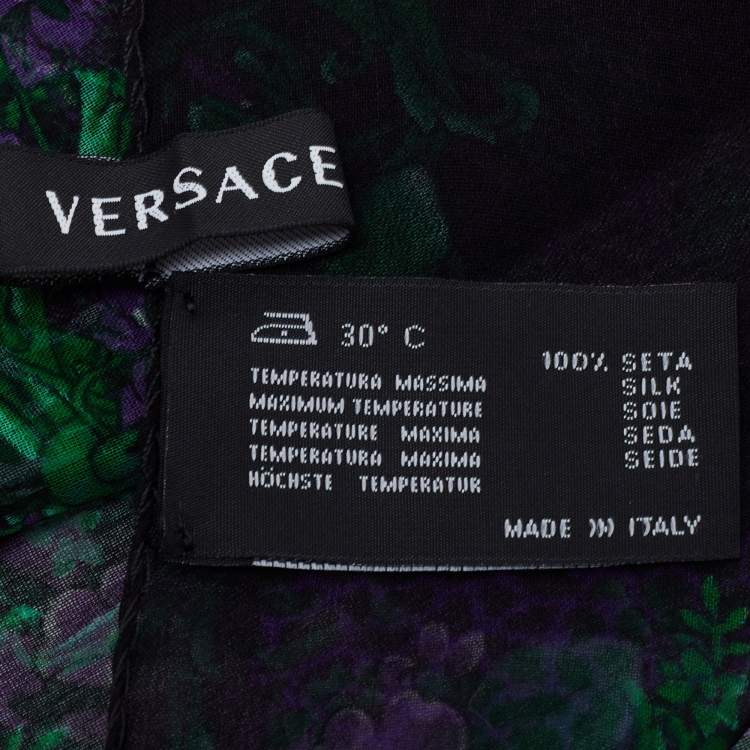 VERSACE
30° C
TEMPERATURA MASSIMA
MAXIMUM TEMPERATURE
TEMPERATURE MAXIMA
TEMPERATURA MAXIMA
HÖCHSTE TEMPERATUR
100% SETA
SILK
SOIE
SEDA
SEIDE
MADE IN ITALY